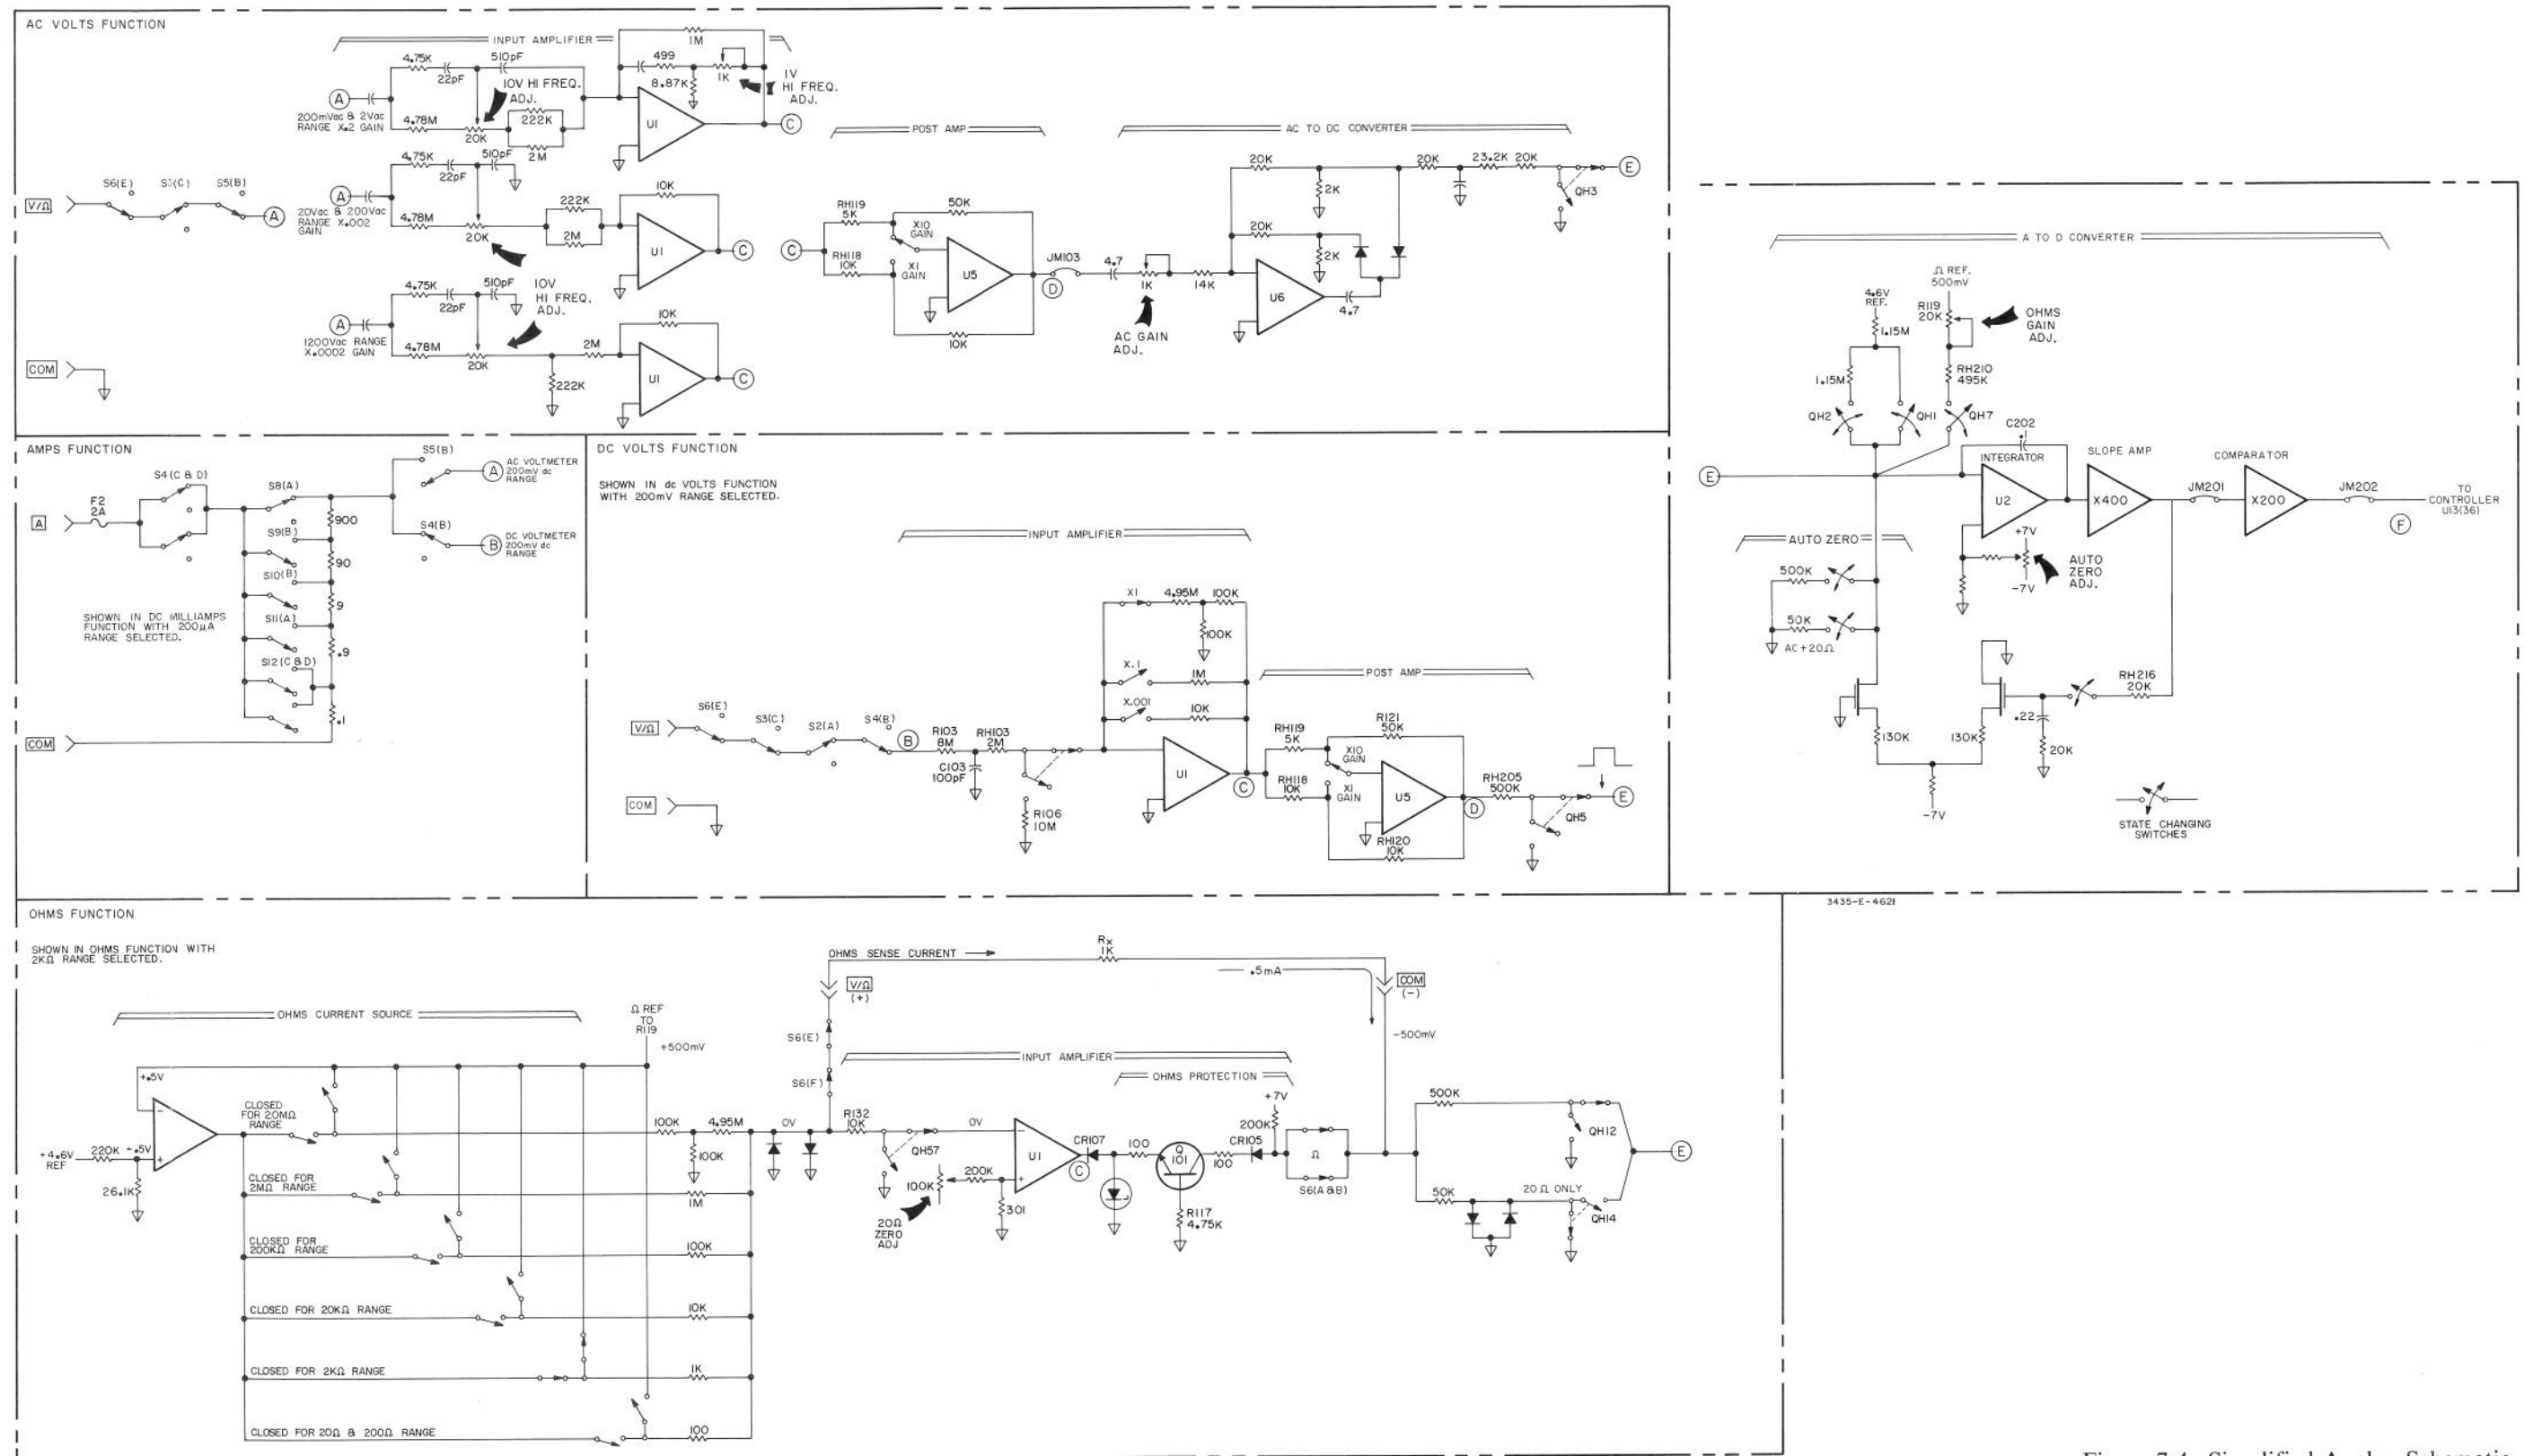 AC VOLTS FUNCTION
INPUT AMPLIFIER
1M
4.75K
510pF
22pF
499
8.87K
1K
1V
HI FREQ.
ADJ.
10V HI FREQ.
ADJ.
A
200mVac & 2Vac
RANGE X.2 GAIN
4.78M
20K
222K
2M
U1
C
S6(E)
S3(C)
S5(B)
V/Ω
A
4.75K
510pF
22pF
A
20Vac & 200Vac
RANGE X.002
GAIN
4.78M
20K
222K
2M
10K
U1
C
4.75K
510pF
22pF
10V
HI FREQ.
ADJ.
A
1200Vac RANGE
X.0002 GAIN
4.78M
20K
2M
222K
10K
U1
C
COM
POST AMP
C
RH119
5K
RH118
10K
X10
GAIN
X1
GAIN
50K
U5
10K
JM103
D
AC TO DC CONVERTER
4.7
1K
AC GAIN
ADJ.
14K
20K
2K
20K
2K
U6
4.7
20K
23.2K
20K
QH3
E
A TO D CONVERTER
Ω REF.
500mV
4.6V
REF.
1.15M
R119
20K
OHMS
GAIN
ADJ.
1.15M
RH210
495K
QH2
QH1
QH7
C202
.1
E
INTEGRATOR
U2
SLOPE AMP
X400
JM201
COMPARATOR
X200
JM202
F
TO
CONTROLLER
U13(36)
AUTO ZERO
500K
50K
AC+20Ω
+7V
-7V
AUTO
ZERO
ADJ.
RH216
20K
.22
20K
130K
130K
-7V
STATE CHANGING
SWITCHES
AMPS FUNCTION
S4(C & D)
F2
2A
A
S8(A)
S9(B)
S10(B)
S11(A)
S12(C & D)
900
90
9
.9
.1
S5(B)
A
AC VOLTMETER
200mV dc
RANGE
S4(B)
B
DC VOLTMETER
200mV dc
RANGE
SHOWN IN DC MILLIAMPS
FUNCTION WITH 200µA
RANGE SELECTED.
COM
DC VOLTS FUNCTION
SHOWN IN dc VOLTS FUNCTION
WITH 200mV RANGE SELECTED.
INPUT AMPLIFIER
X1
4.95M
100K
100K
X.1
1M
X.001
10K
V/Ω
S6(E)
S3(C)
S2(A)
S4(B)
B
R103
8M
RH103
2M
C103
100pF
R106
10M
U1
C
COM
POST AMP
RH119
5K
RH118
10K
X10
GAIN
X1
GAIN
R121
50K
U5
RH120
10K
D
RH205
500K
QH5
E
3435-E-4621
OHMS FUNCTION
SHOWN IN OHMS FUNCTION WITH
2KΩ RANGE SELECTED.
OHMS CURRENT SOURCE
Ω REF
TO
R119
+500mV
+.5V
-
+
+4.6V
REF
220K
+.5V
26.1K
CLOSED
FOR 20MΩ
RANGE
100K
4.95M
100K
CLOSED FOR
2MΩ RANGE
1M
CLOSED FOR
200KΩ RANGE
100K
CLOSED FOR 20KΩ RANGE
10K
CLOSED FOR 2KΩ RANGE
1K
CLOSED FOR 20Ω & 200Ω RANGE
100
OHMS SENSE CURRENT
Rx
1K
.5mA
V/Ω
(+)
COM
(-)
-500mV
S6(E)
S6(F)
INPUT AMPLIFIER
OHMS PROTECTION
0V
R132
10K
QH57
0V
100K
200K
20Ω
ZERO
ADJ
301
-
+
U1
C
CR107
100
Q
101
R117
4.75K
100
CR105
+7V
200K
Ω
S6(A&B)
500K
QH12
50K
20Ω ONLY
QH14
E